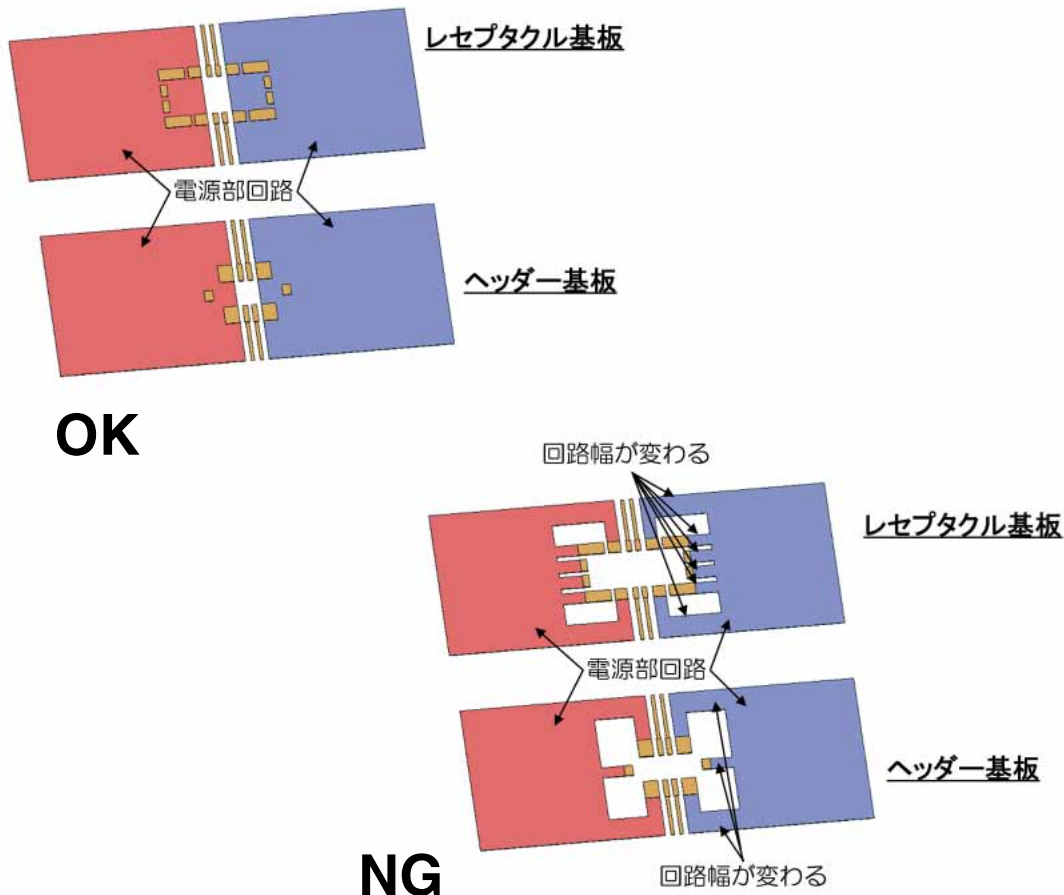 レセプタクル基板
電源部回路
ヘッダー基板
OK
回路幅が変わる
レセプタクル基板
電源部回路
ヘッダー基板
回路幅が変わる
NG